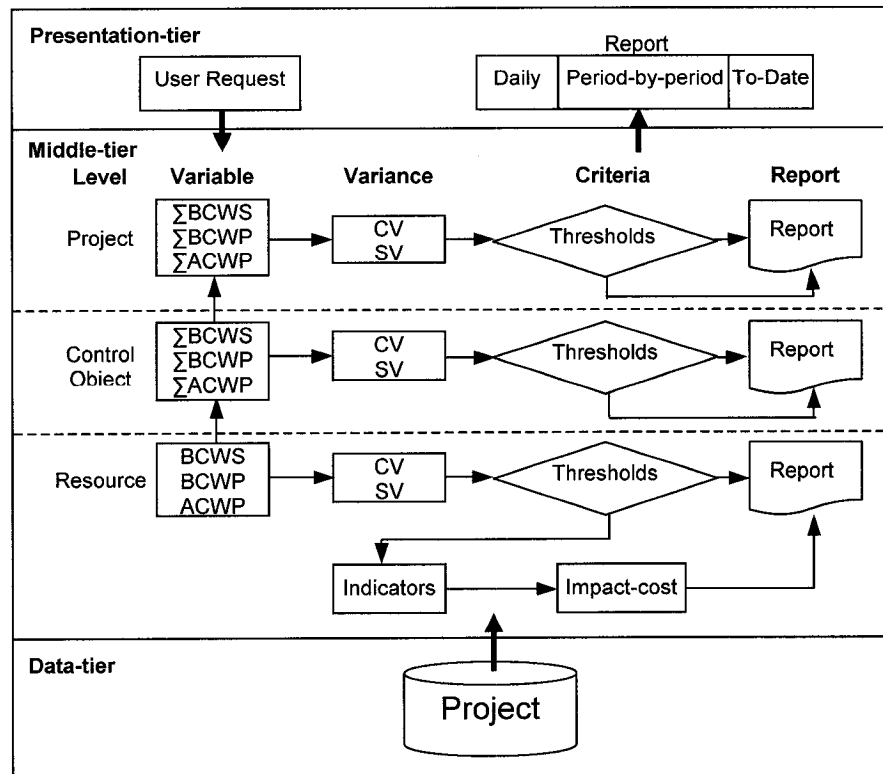 Presentation-tier
User Request
Report
Daily
Period-by-period
To-Date
Middle-tier
Level
Variable
Variance
Criteria
Report
Project
∑BCWS
∑BCWP
∑ACWP
CV
SV
Thresholds
Report
Control
Object
∑BCWS
∑BCWP
∑ACWP
CV
SV
Thresholds
Report
Resource
BCWS
BCWP
ACWP
CV
SV
Thresholds
Report
Indicators
Impact-cost
Data-tier
Project